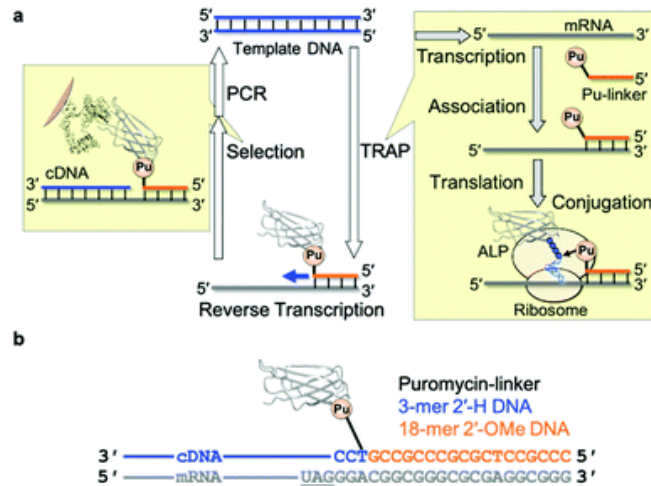 a
5′ 3′
3′ 5′
Template DNA
PCR
Selection
TRAP
cDNA
Pu
3′ 5′
5′ 3′
Pu
5′
5′ 3′
Reverse Transcription
mRNA
5′ 3′
Transcription
Pu
Pu-linker
Association
Pu
5′ 3′
Translation
Conjugation
ALP
Pu
5′
5′ 3′
Ribosome
b
Pu
Puromycin-linker
3-mer 2′-H DNA
18-mer 2′-OMe DNA
3′ cDNA CCTGCCGCCCGCGCTCCGCCC 5′
5′ mRNA UAGGGACGGCGGGCGCGAGGCGGG 3′